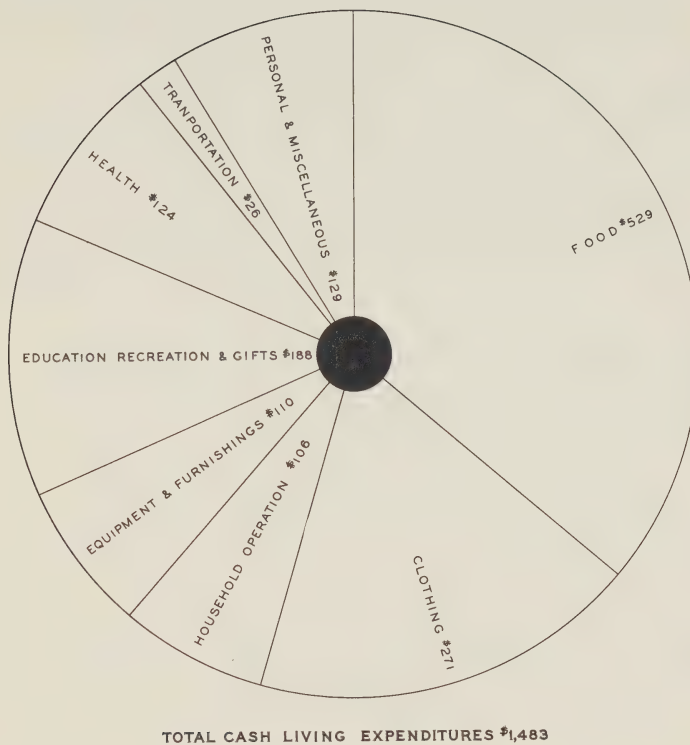 PERSONAL & MISCELLANEOUS $129
TRANPORTATION $26
HEALTH $124
FOOD $529
EDUCATION RECREATION & GIFTS $188
EQUIPMENT & FURNISHINGS $110
HOUSEHOLD OPERATION $106
CLOTHING $271
TOTAL CASH LIVING EXPENDITURES $1,483